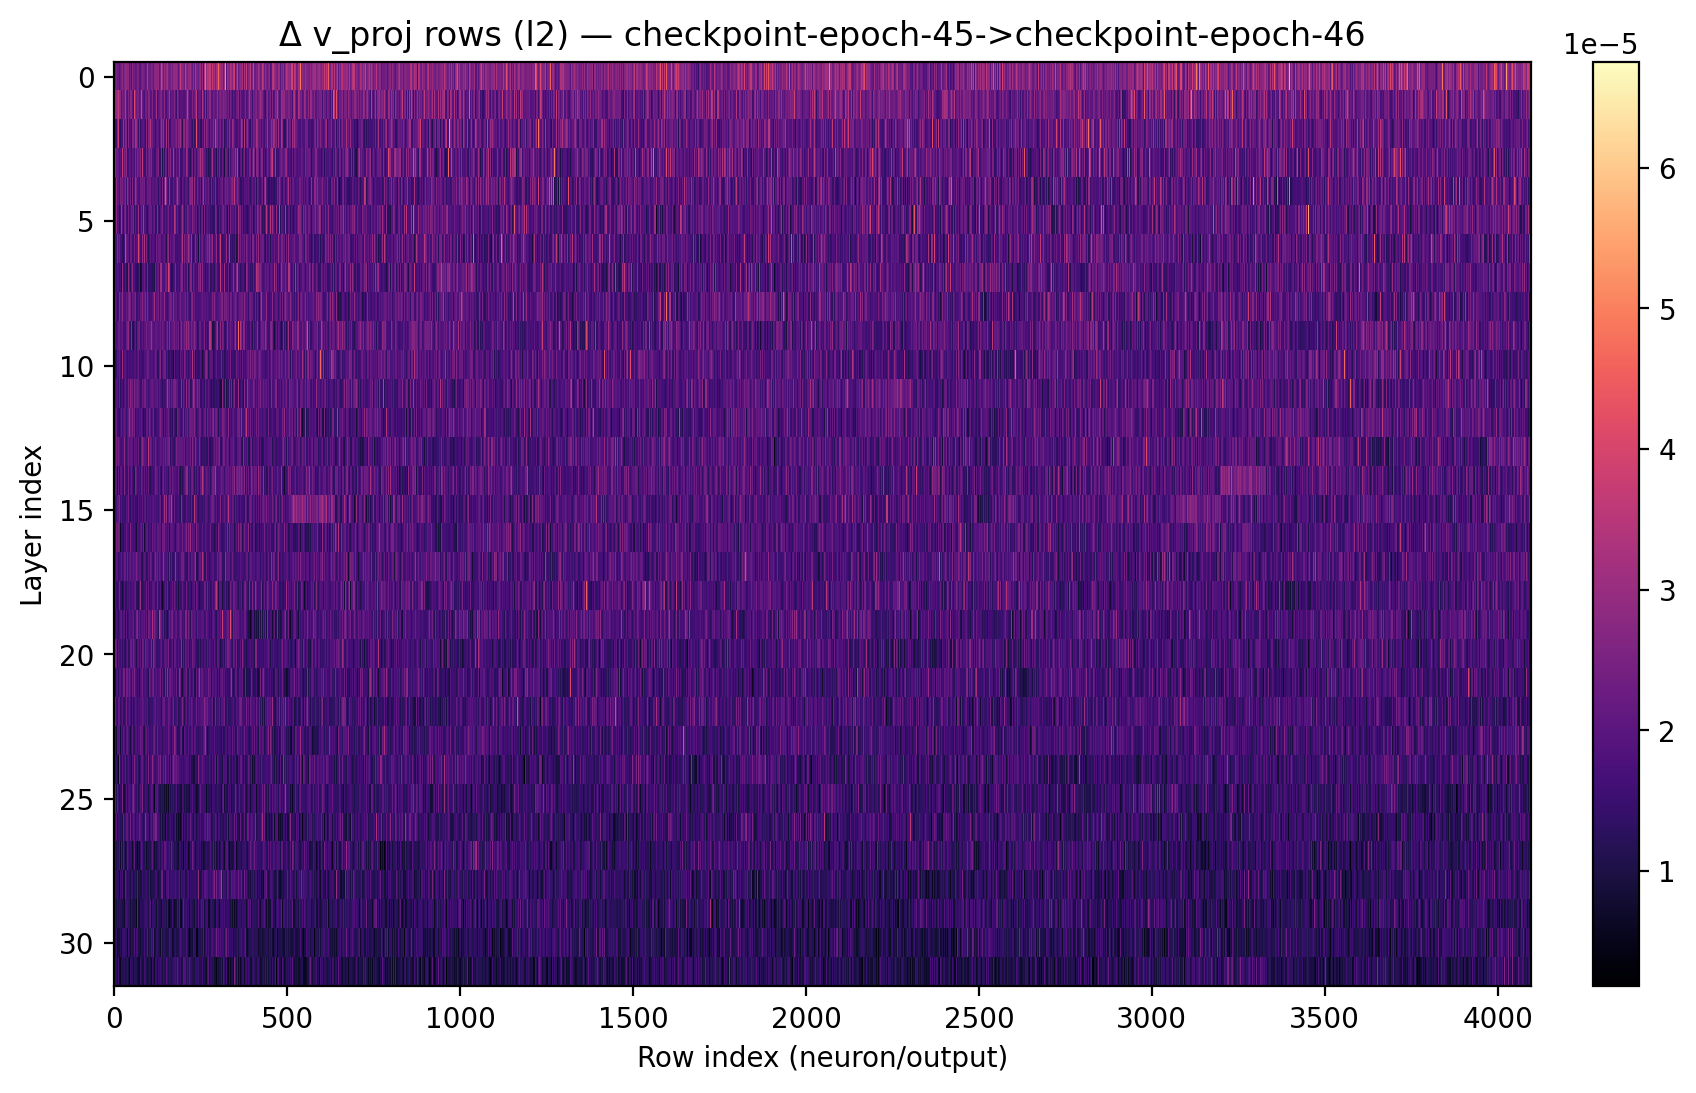 Δ v_proj rows (l2) — checkpoint-epoch-45->checkpoint-epoch-46
1e−5
0
5
10
15
20
25
30
Layer index
0 500 1000 1500 2000 2500 3000 3500 4000
Row index (neuron/output)
6
5
4
3
2
1